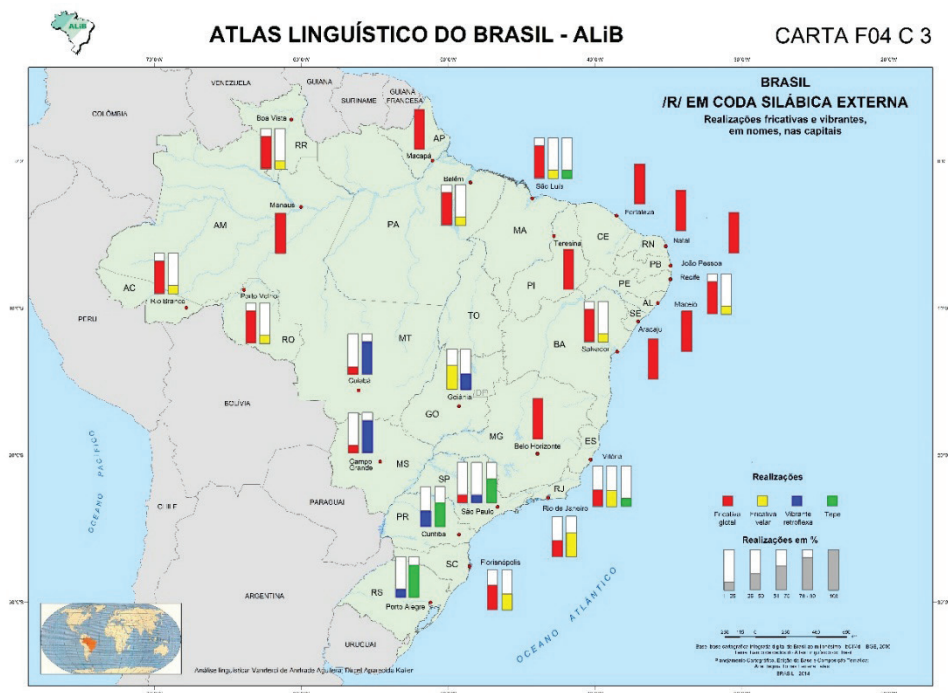 ALiB
ATLAS LINGUÍSTICO DO BRASIL - ALiB
CARTA F04 C 3
BRASIL
/R/ EM CODA SILÁBICA EXTERNA
Realizações fricativas e vibrantes,
em nomes, nas capitais
VENEZUELA
GUIANA
SURINAME
GUIANA
FRANCESA
COLÔMBIA
Boa Vista
RR
AP
Macapá
Belém
São Luís
Manaus
AM
PA
MA
Teresina
CE
Fortaleza
RN
Natal
PB
João Pessoa
PE
Recife
PI
AL
Maceió
SE
Aracaju
AC
Rio Branco
Porto Velho
RO
MT
TO
BA
Salvador
PERU
Cuiabá
Goiânia
(DF)
BOLÍVIA
GO
MG
Belo Horizonte
ES
Vitória
Campo
Grande
MS
SP
São Paulo
RJ
Rio de Janeiro
PARAGUAI
CHILE
PR
Curitiba
SC
Florianópolis
RS
Porto Alegre
ARGENTINA
URUGUAI
OCEANO PACÍFICO
OCEANO ATLÂNTICO
Realizações
Fricativa
glotal
Fricativa
velar
Vibrante
retroflexa
Tepe
Realizações em %
100
BRASIL 2014